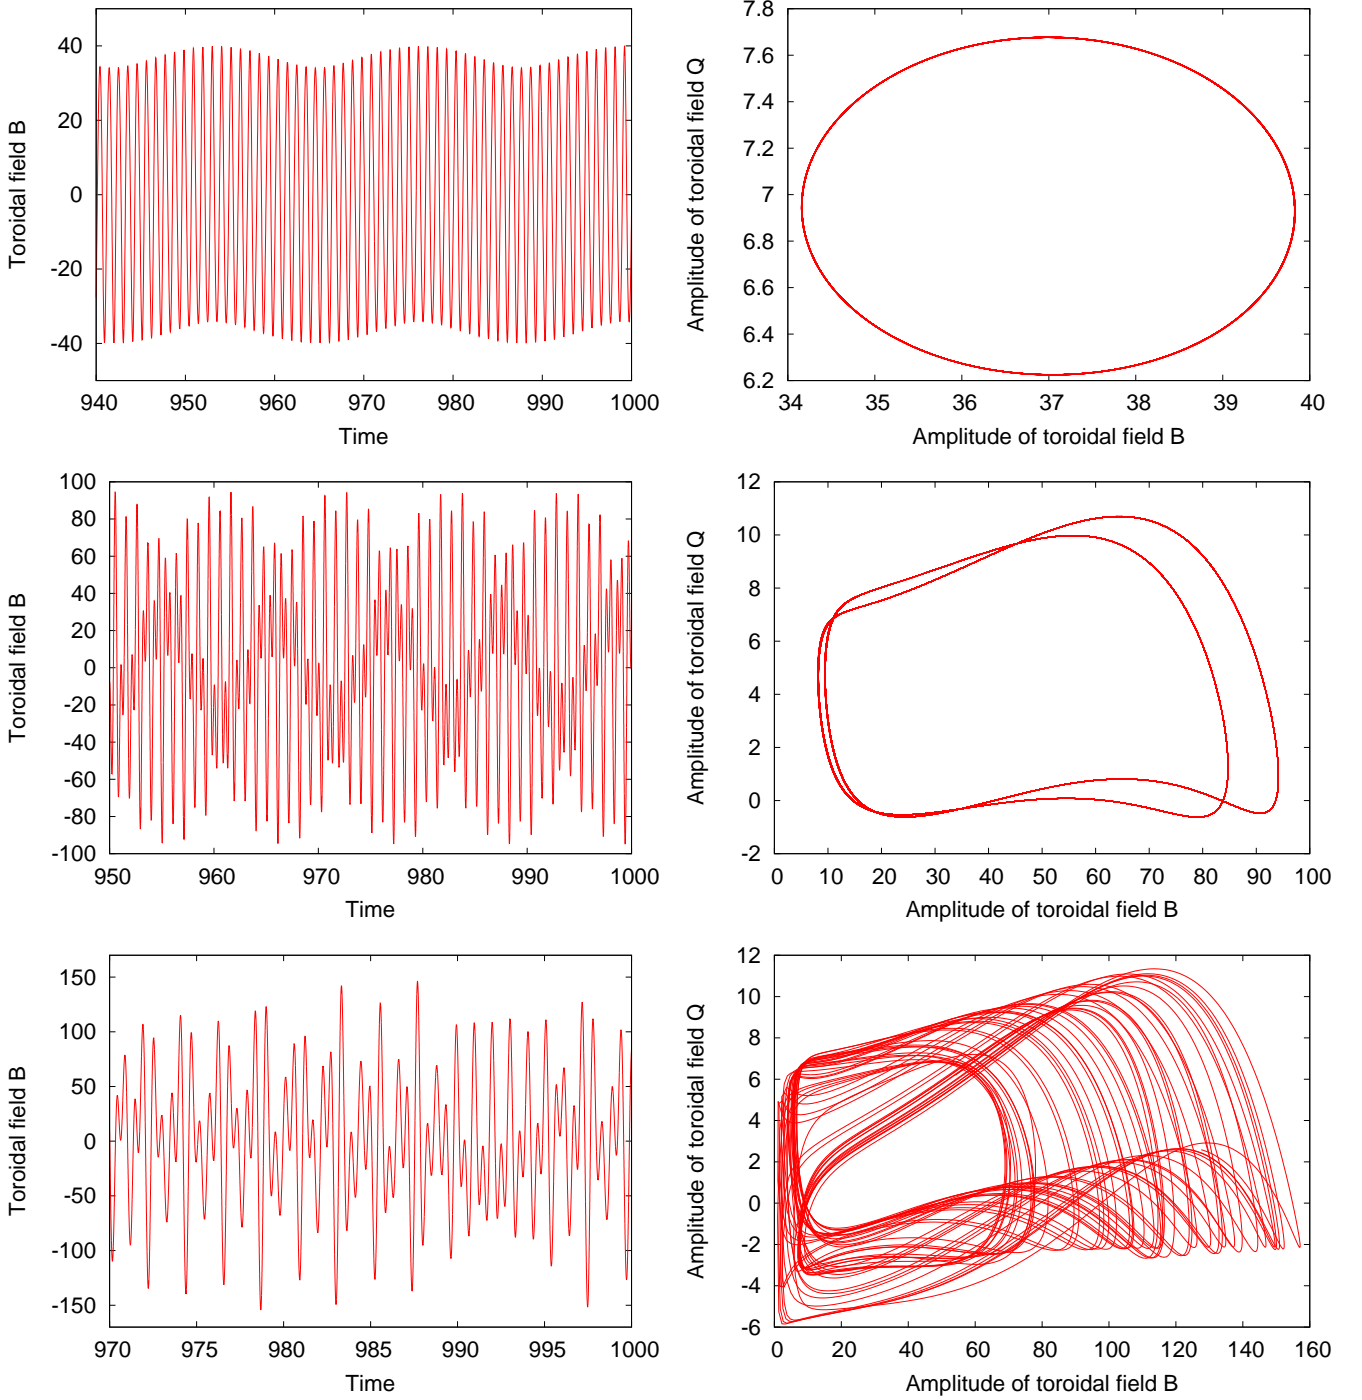 40
20
0
-20
-40
940 950 960 970 980 990 1000
Time
Toroidal field B
7.8
7.6
7.4
7.2
7
6.8
6.6
6.4
6.2
34 35 36 37 38 39 40
Amplitude of toroidal field B
Amplitude of toroidal field Q
100
80
60
40
20
0
-20
-40
-60
-80
-100
950 960 970 980 990 1000
Time
Toroidal field B
12
10
8
6
4
2
0
-2
0 10 20 30 40 50 60 70 80 90 100
Amplitude of toroidal field B
Amplitude of toroidal field Q
150
100
50
0
-50
-100
-150
970 975 980 985 990 995 1000
Time
Toroidal field B
12
10
8
6
4
2
0
-2
-4
-6
0 20 40 60 80 100 120 140 160
Amplitude of toroidal field B
Amplitude of toroidal field Q